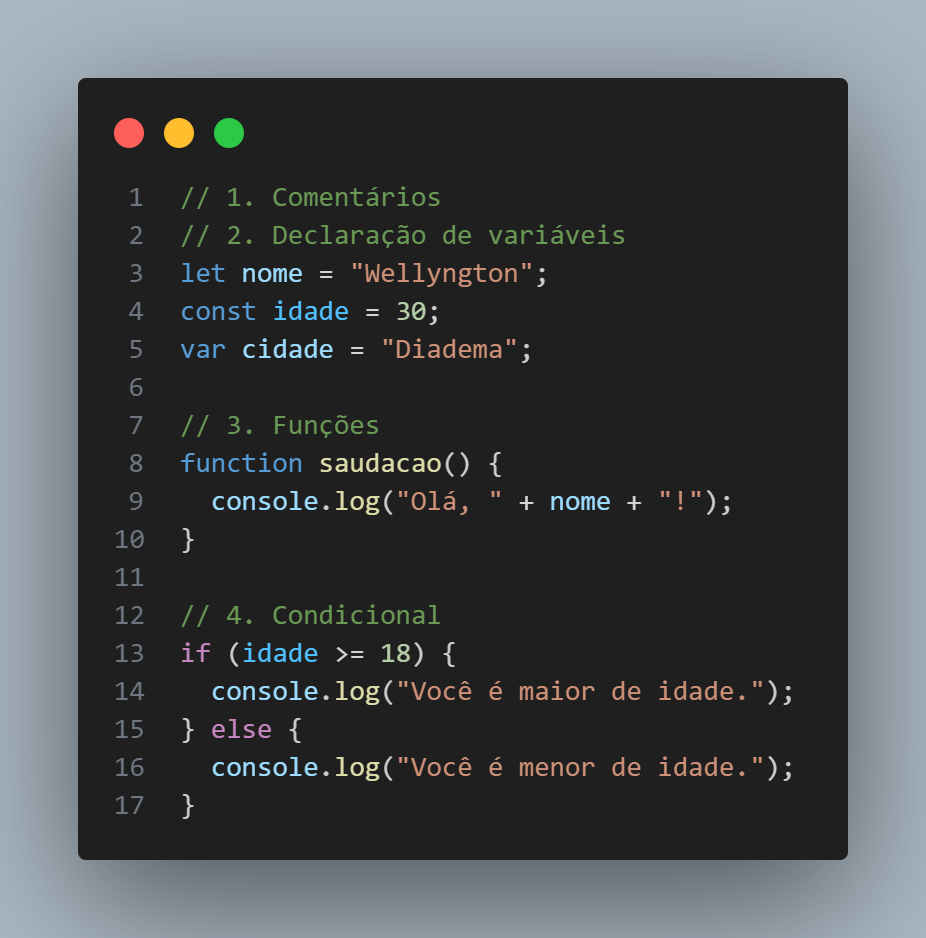 1 // 1. Comentários
2 // 2. Declaração de variáveis
3 let nome = "Wellyngton";
4 const idade = 30;
5 var cidade = "Diadema";
6
7 // 3. Funções
8 function saudacao() {
9   console.log("Olá, " + nome + "!");
10 }
11
12 // 4. Condicional
13 if (idade >= 18) {
14   console.log("Você é maior de idade.");
15 } else {
16   console.log("Você é menor de idade.");
17 }